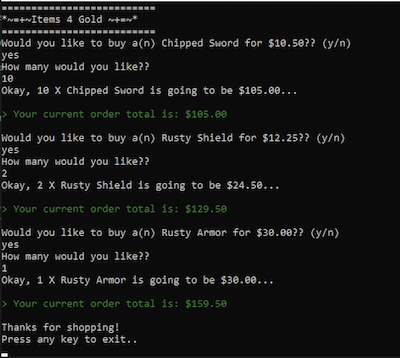 ==========================
*~=+~Items 4 Gold ~+=~*
==========================
Would you like to buy a(n) Chipped Sword for $10.50?? (y/n)
yes
How many would you like??
10
Okay, 10 X Chipped Sword is going to be $105.00...
> Your current order total is: $105.00
Would you like to buy a(n) Rusty Shield for $12.25?? (y/n)
yes
How many would you like??
2
Okay, 2 X Rusty Shield is going to be $24.50...
> Your current order total is: $129.50
Would you like to buy a(n) Rusty Armor for $30.00?? (y/n)
yes
How many would you like??
1
Okay, 1 X Rusty Armor is going to be $30.00...
> Your current order total is: $159.50
Thanks for shopping!
Press any key to exit..